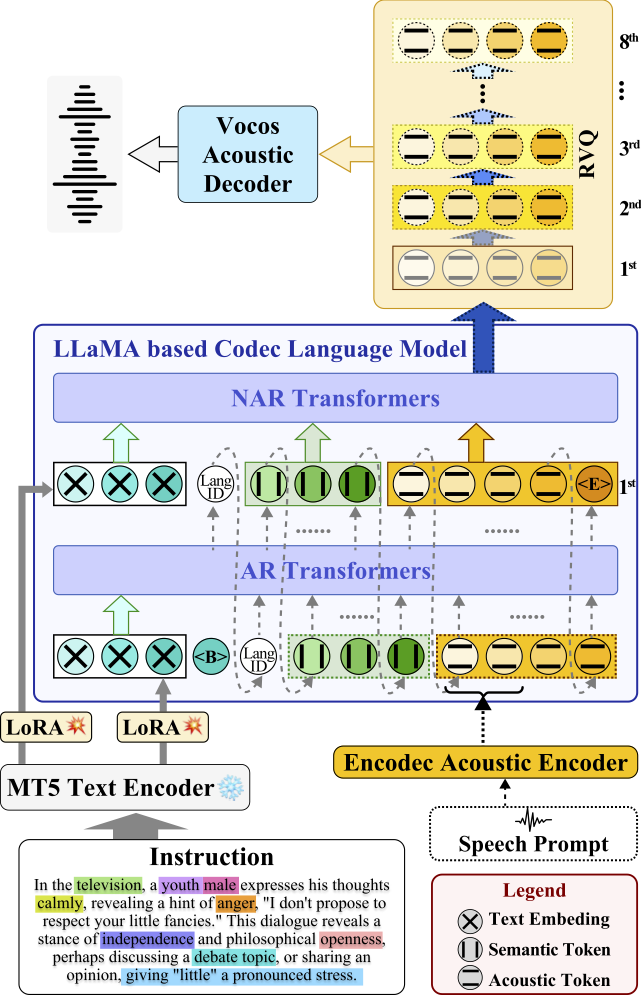 8th
...
3rd
RVQ
2nd
1st
Vocos
Acoustic
Decoder
LLaMA based Codec Language Model
NAR Transformers
Lang
ID
<E>
1st
......
......
AR Transformers
......
......
<B>
Lang
ID
LoRA
LoRA
MT5 Text Encoder
Encodec Acoustic Encoder
Speech Prompt
Instruction
In the television, a youth male expresses his thoughts
calmly, revealing a hint of anger, "I don't propose to
respect your little fancies." This dialogue reveals a
stance of independence and philosophical openness,
perhaps discussing a debate topic, or sharing an
opinion, giving "little" a pronounced stress.
Legend
Text Embeding
Semantic Token
Acoustic Token